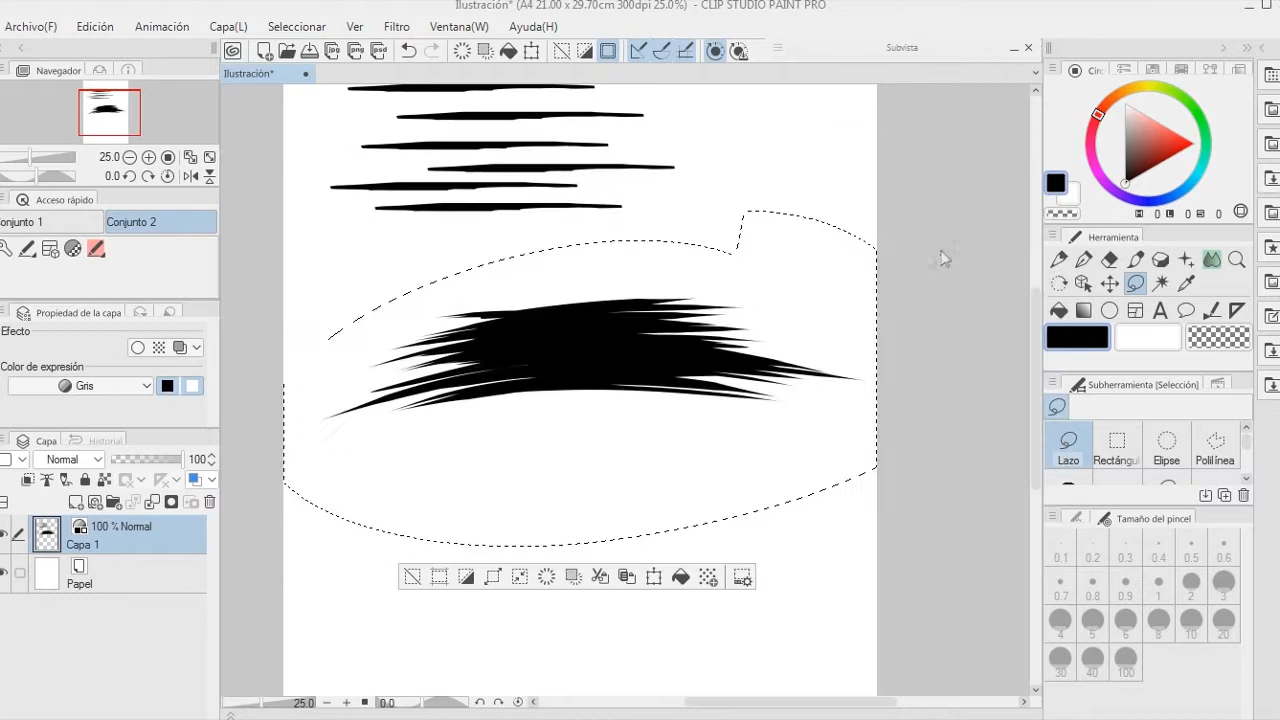 Ilustración* (A4 21.00 x 29.70cm 300dpi 25.0%) - CLIP STUDIO PAINT PRO
Archivo(F) Edición Animación Capa(L) Seleccionar Ver Filtro Ventana(W) Ayuda(H)
Subvista
Navegador
Ilustración*
25.0
0.0
Acceso rápido
Conjunto 1 Conjunto 2
Propiedad de la capa
Efecto
Color de expresión
Gris
Capa Historial
Normal 100
100 % Normal
Capa 1
Papel
25.0 0.0
Circ
H 0 L 0 S 0
Herramienta
Subherramienta [Selección]
Lazo Rectángul Elipse Polilínea
Tamaño del pincel
0.1 0.2 0.3 0.4 0.5 0.6
0.7 0.8 0.9 1 2 3
4 5 6 8 10 20
30 40 100